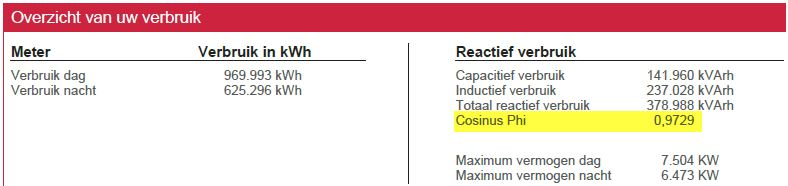 Overzicht van uw verbruik
Meter Verbruik in kWh
Verbruik dag 969.993 kWh
Verbruik nacht 625.296 kWh
Reactief verbruik
Capacitief verbruik 141.960 kVArh
Inductief verbruik 237.028 kVArh
Totaal reactief verbruik 378.988 kVArh
Cosinus Phi 0,9729
Maximum vermogen dag 7.504 KW
Maximum vermogen nacht 6.473 KW